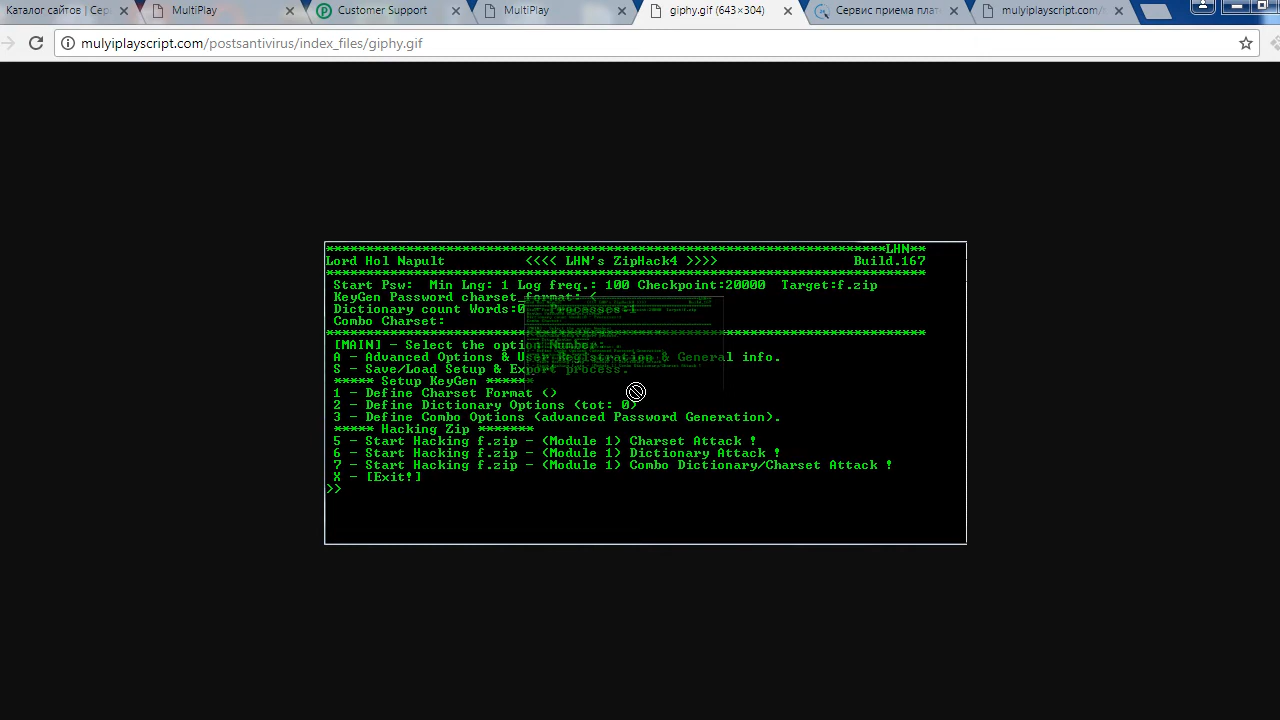 Каталог сайтов | Сер
MultiPlay
Customer Support
MultiPlay
giphy.gif (643×304)
Сервис приема плат
mulyiplayscript.com/
mulyiplayscript.com/postsantivirus/index_files/giphy.gif
*****LHN**
Lord Hol Napult <<<< LHN's ZipHack4 >>>> Build.167
Start Psw: Min Lng: 1 Log freq.: 100 Checkpoint:20000 Target:f.zip
KeyGen Password charset_format: (
Dictionary count Words:0 Processes:1
Combo Charset:
[MAIN] - Select the option Number:
A - Advanced Options & User Registration & General info.
S - Save/Load Setup & Export process.
***** Setup KeyGen ******
1 - Define Charset Format ()
2 - Define Dictionary Options (tot: 0)
3 - Define Combo Options (advanced Password Generation).
***** Hacking Zip *******
5 - Start Hacking f.zip - (Module 1) Charset Attack !
6 - Start Hacking f.zip - (Module 1) Dictionary Attack !
7 - Start Hacking f.zip - (Module 1) Combo Dictionary/Charset Attack !
X - [Exit!]
>>